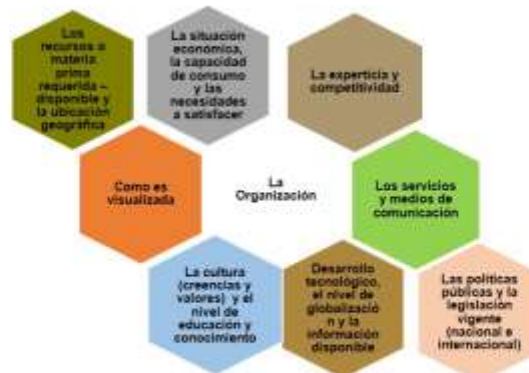 Los
recursos o
materia
prima
requerida –
disponible y
la ubicación
geográfica
La situación
económica,
la capacidad
de consumo
y las
necesidades
a satisfacer
La experticia y
competitividad
Como es
visualizada
La
Organización
Los servicios
y medios de
comunicación
La cultura
(creencias y
valores) y el
nivel de
educación y
conocimiento
Desarrollo
tecnológico,
el nivel de
globalizació
n y la
información
disponible
Las políticas
públicas y la
legislación
vigente
(nacional e
internacional)